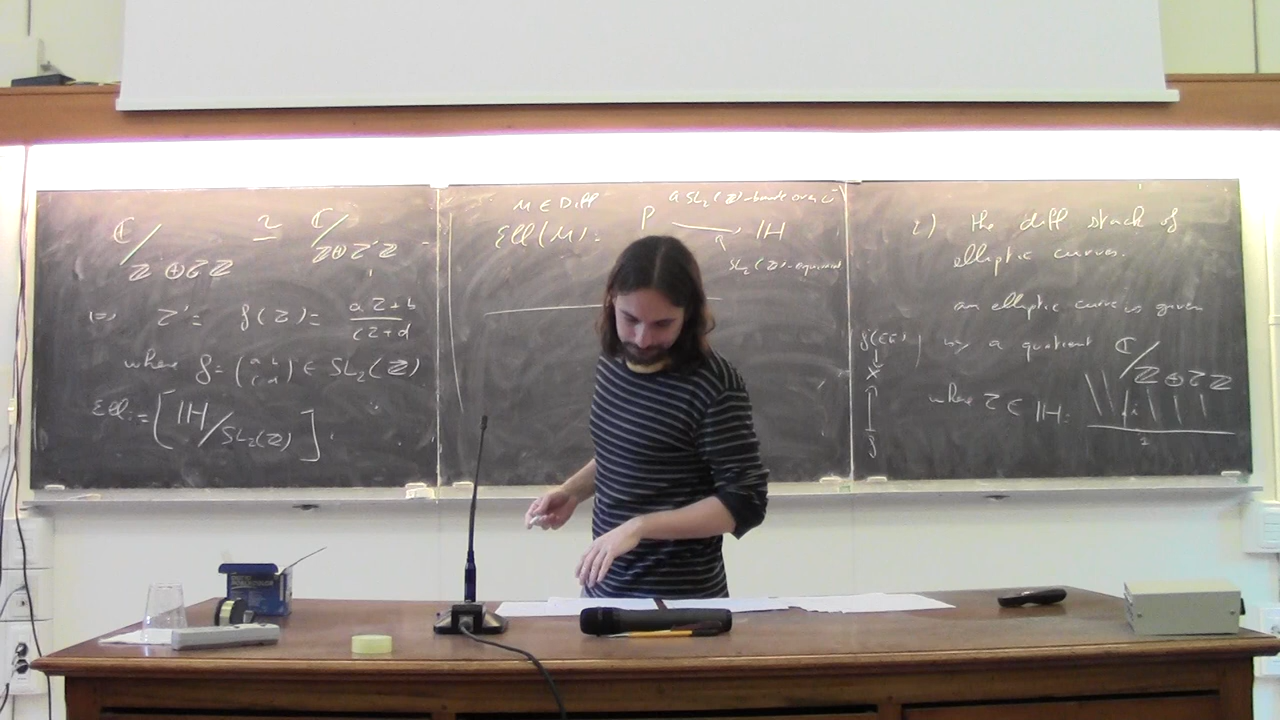 ℂ/ℤ⊕τℤ ≅ ℂ/ℤ⊕τ'ℤ
τ' = g(τ) = aτ+b / cτ+d
where g = (a b c d) ∈ SL₂(ℤ)
Ell := [ℍ/SL₂(ℤ)].
M ∈ Diff
a SL₂(ℤ)-bundle over
Ell(M) := P → ℍ
SL₂(ℤ)-equivariant
2) the diff stack of
elliptic curves.
an elliptic curve is given
by a quotient ℂ/ℤ⊕τℤ
where τ ∈ ℍ =